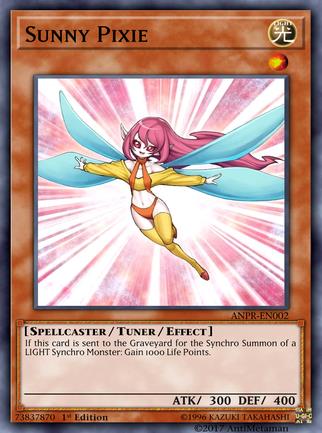 Sunny Pixie
LIGHT
光
ANPR-EN002
[Spellcaster / Tuner / Effect]
If this card is sent to the Graveyard for the Synchro Summon of a
LIGHT Synchro Monster: Gain 1000 Life Points.
ATK/ 300 DEF/ 400
73837870 1st Edition ©1996 KAZUKI TAKAHASHI
©2017 AntiMetaman